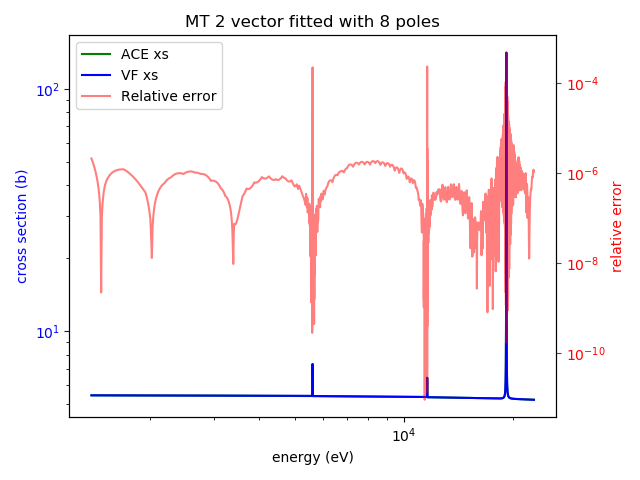 MT 2 vector fitted with 8 poles
ACE xs
VF xs
Relative error
10²
10¹
cross section (b)
10⁻⁴
10⁻⁶
10⁻⁸
10⁻¹⁰
relative error
10⁴
energy (eV)